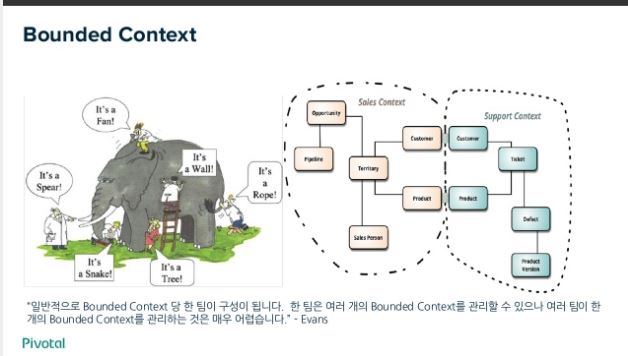 Bounded Context
It's a
Fan!
It's
a Wall!
It's a
Spear!
It's
a
Rope!
It's
a Snake!
It's a
Tree!
Sales Context
Opportunity
Pipeline
Territory
Customer
Product
Sales Person
Support Context
Customer
Ticket
Product
Defect
Product
Version
"일반적으로 Bounded Context 당 한 팀이 구성이 됩니다. 한 팀은 여러 개의 Bounded Context를 관리할 수 있으나 여러 팀이 한
개의 Bounded Context를 관리하는 것은 매우 어렵습니다." - Evans
Pivotal